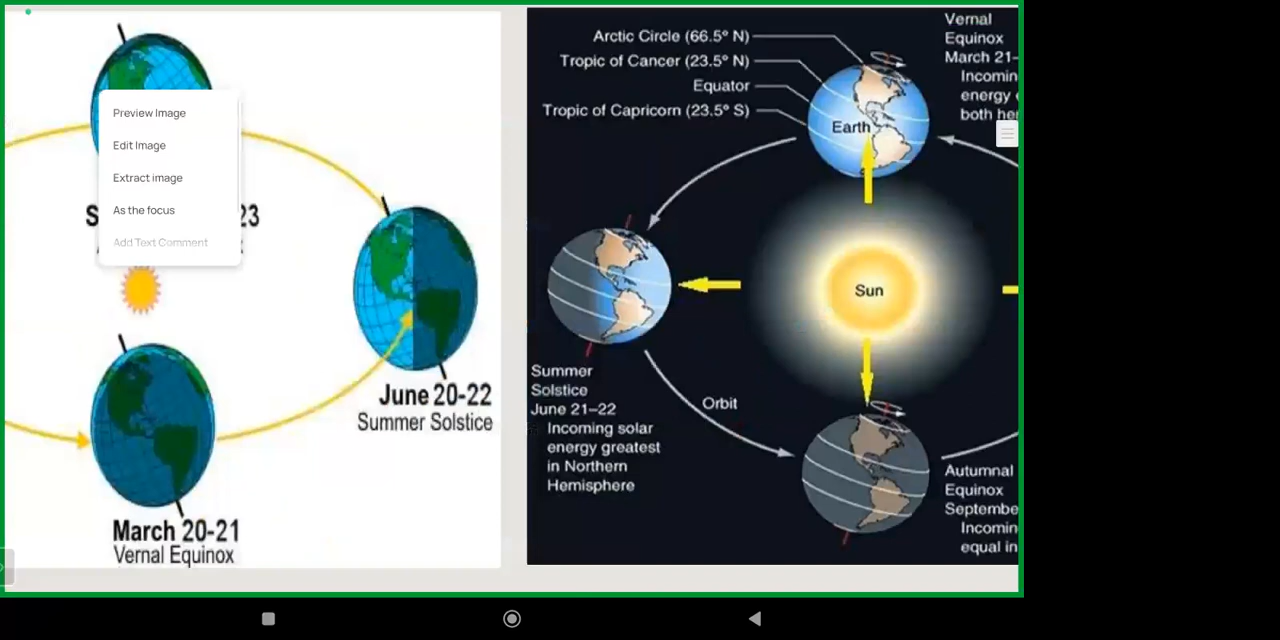 Preview Image
Edit Image
Extract image
As the focus
Add Text Comment
S
23
June 20-22
Summer Solstice
March 20-21
Vernal Equinox
Arctic Circle (66.5° N)
Tropic of Cancer (23.5° N)
Equator
Tropic of Capricorn (23.5° S)
Earth
Vernal
Equinox
March 21–
Incomin
energy
both he
Sun
Summer
Solstice
June 21–22
Incoming solar
energy greatest
in Northern
Hemisphere
Orbit
Autumnal
Equinox
Septembe
Incomin
equal in